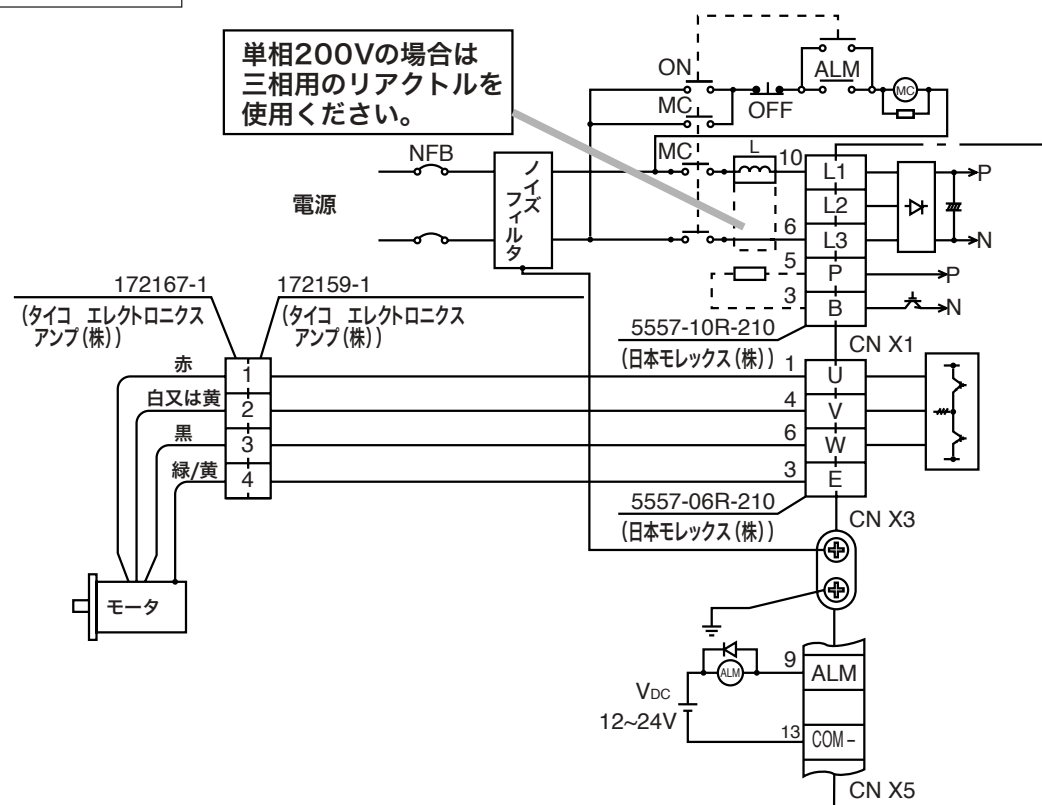 単相200Vの場合は
三相用のリアクトルを
使用ください。
ON
MC
OFF
ALM
MC
NFB
電源
ノイズ
フィルタ
MC
L
10
L1
L2
6
L3
5
P
3
B
P
N
P
N
172167-1
(タイコ エレクトロニクス
アンプ(株))
172159-1
(タイコ エレクトロニクス
アンプ(株))
5557-10R-210
(日本モレックス(株))
CN X1
赤
1
1
U
白又は黄
2
4
V
黒
3
6
W
緑/黄
4
3
E
5557-06R-210
(日本モレックス(株))
CN X3
モータ
ALM
9
ALM
VDC
12~24V
13
COM-
CN X5